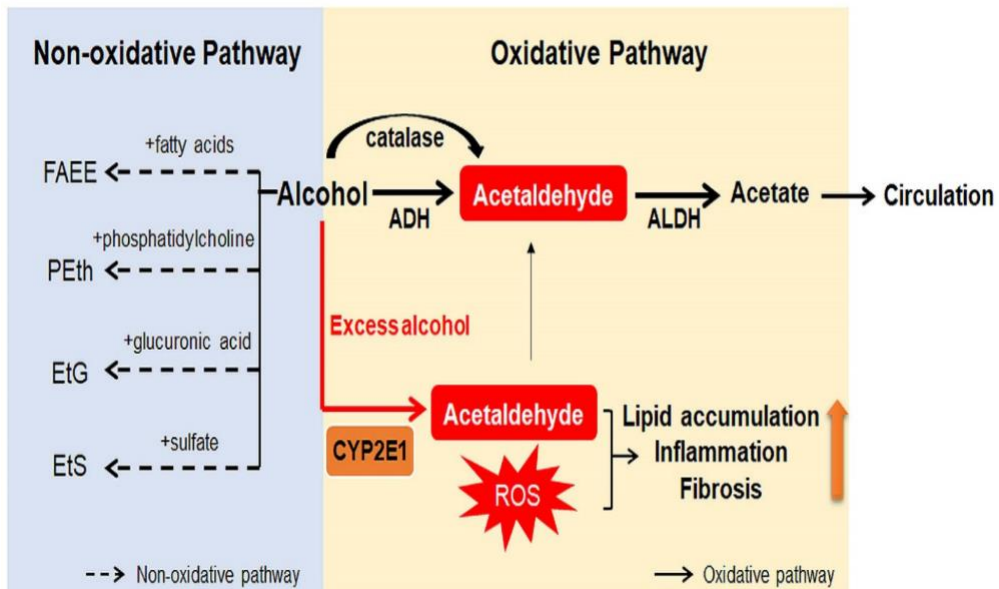 Non-oxidative Pathway
Oxidative Pathway
+fatty acids
FAEE
catalase
Alcohol
ADH
Acetaldehyde
ALDH
Acetate
Circulation
+phosphatidylcholine
PEth
Excess alcohol
+glucuronic acid
EtG
Acetaldehyde
CYP2E1
ROS
Lipid accumulation
Inflammation
Fibrosis
+sulfate
EtS
Non-oxidative pathway
Oxidative pathway